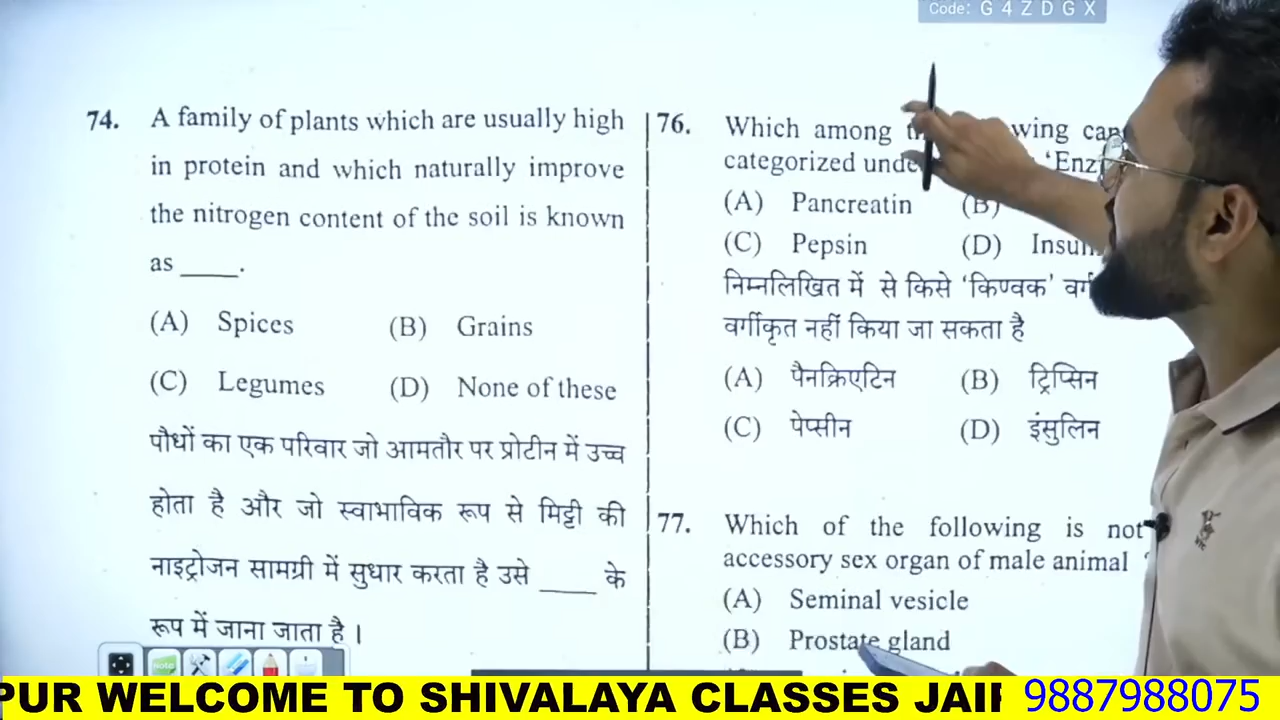 Code: G 4 Z D G X
74. A family of plants which are usually high
in protein and which naturally improve
the nitrogen content of the soil is known
as ____.
(A) Spices (B) Grains
(C) Legumes (D) None of these
पौधों का एक परिवार जो आमतौर पर प्रोटीन में उच्च
होता है और जो स्वाभाविक रूप से मिट्टी की
नाइट्रोजन सामग्री में सुधार करता है उसे ____ के
रूप में जाना जाता है ।
76. Which among wing
categorized
(A) Pancreatin (B)
(C) Pepsin (D)
निम्नलिखित में से किसे ‘किण्वक’
वर्गीकृत नहीं किया जा सकता है
(A) पैनक्रिएटिन (B) ट्रिप्सिन
(C) पेप्सीन (D) इंसुलिन
77. Which of the following is not
accessory sex organ of male animal
(A) Seminal vesicle
(B) Prostate gland
PUR WELCOME TO SHIVALAYA CLASSES JAIP 9887988075